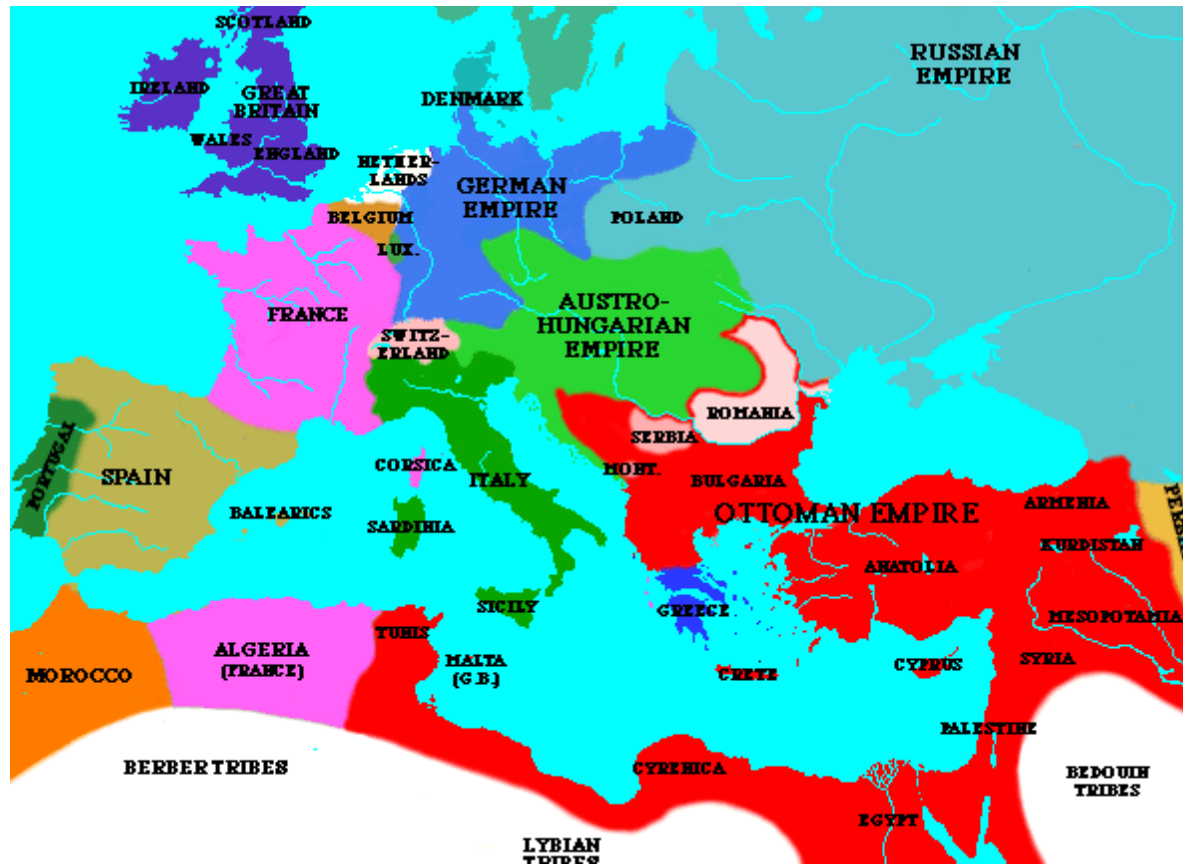 SCOTLAND
RUSSIAN
EMPIRE
IRELAND
GREAT
BRITAIN
DENMARK
WALES
ENGLAND
NETHER-
LANDS
GERMAN
EMPIRE
BELGIUM
POLAND
LUX.
FRANCE
AUSTRO-
HUNGARIAN
EMPIRE
SWITZ-
ERLAND
ROMANIA
SERBIA
PORTUGAL
SPAIN
CORSICA
ITALY
MONT.
BULGARIA
BALEARICS
SARDINIA
OTTOMAN EMPIRE
ARMENIA
KURDISTAN
ANATOLIA
SICILY
GREECE
MESOPOTAMIA
TUNIS
ALGERIA
(FRANCE)
MOROCCO
MALTA
(G.B.)
CRETE
CYPRUS
SYRIA
PALESTINE
BERBER TRIBES
CYRENICA
BEDOUIN
TRIBES
EGYPT
LYBIAN
TRIBES